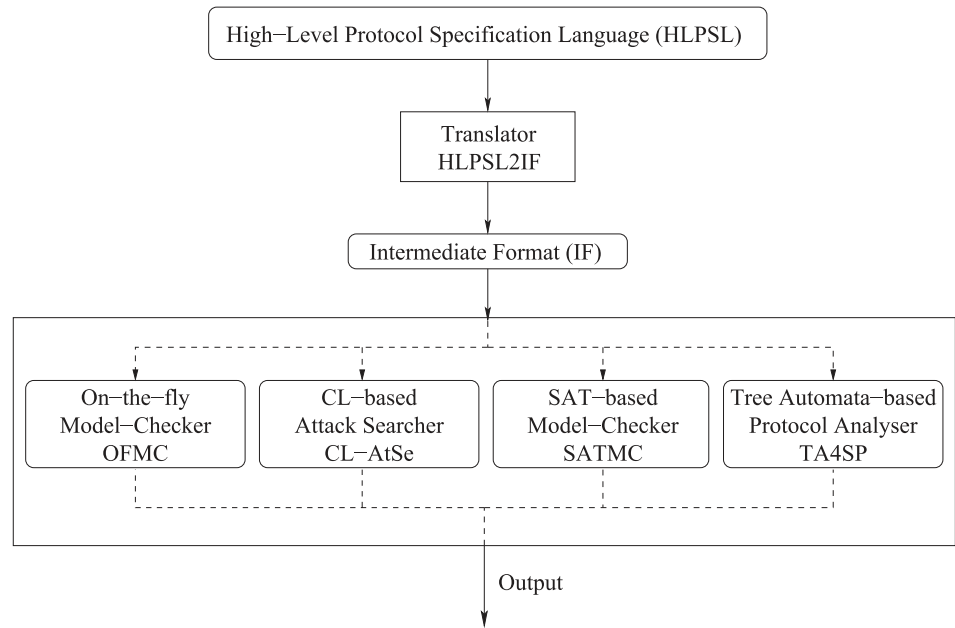 High−Level Protocol Specification Language (HLPSL)
Translator
HLPSL2IF
Intermediate Format (IF)
On−the−fly
Model−Checker
OFMC
CL−based
Attack Searcher
CL−AtSe
SAT−based
Model−Checker
SATMC
Tree Automata−based
Protocol Analyser
TA4SP
Output